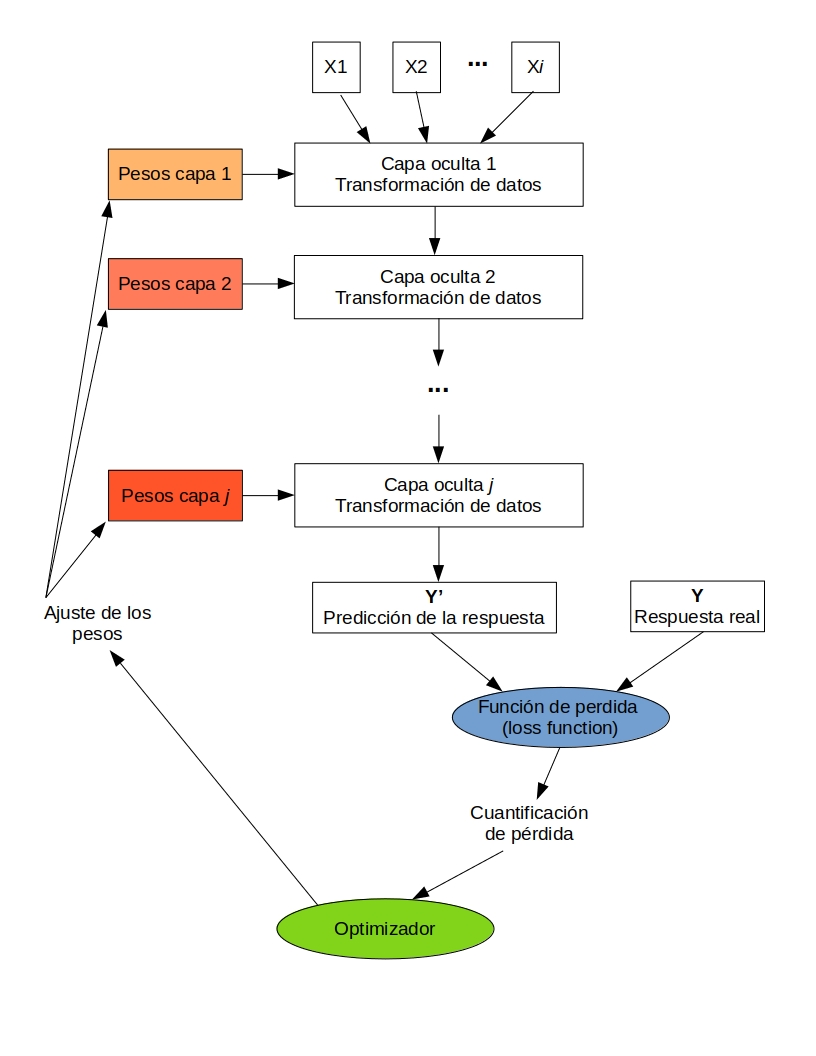 X1
X2
...
Xi
Pesos capa 1
Capa oculta 1
Transformación de datos
Pesos capa 2
Capa oculta 2
Transformación de datos
...
Pesos capa j
Capa oculta j
Transformación de datos
Ajuste de los
pesos
Y’
Predicción de la respuesta
Y
Respuesta real
Función de perdida
(loss function)
Cuantificación
de pérdida
Optimizador